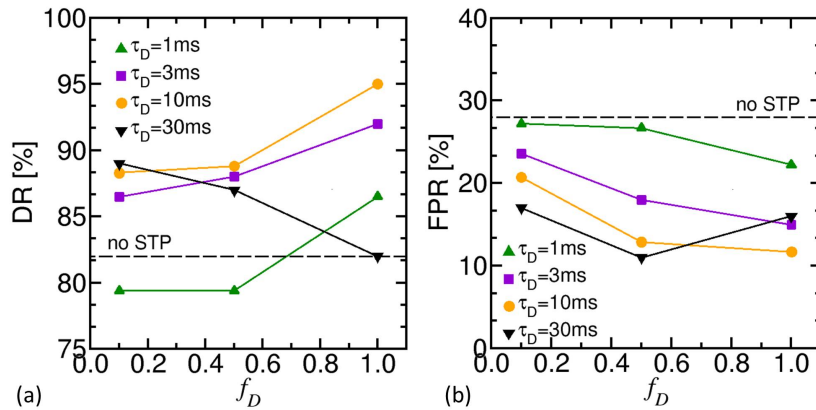 100
95
90
85
80
75
DR [%]
τD=1ms
τD=3ms
τD=10ms
τD=30ms
no STP
0.0 0.2 0.4 0.6 0.8 1.0
fD
(a)
40
30
20
10
0
FPR [%]
no STP
τD=1ms
τD=3ms
τD=10ms
τD=30ms
0.0 0.2 0.4 0.6 0.8 1.0
fD
(b)